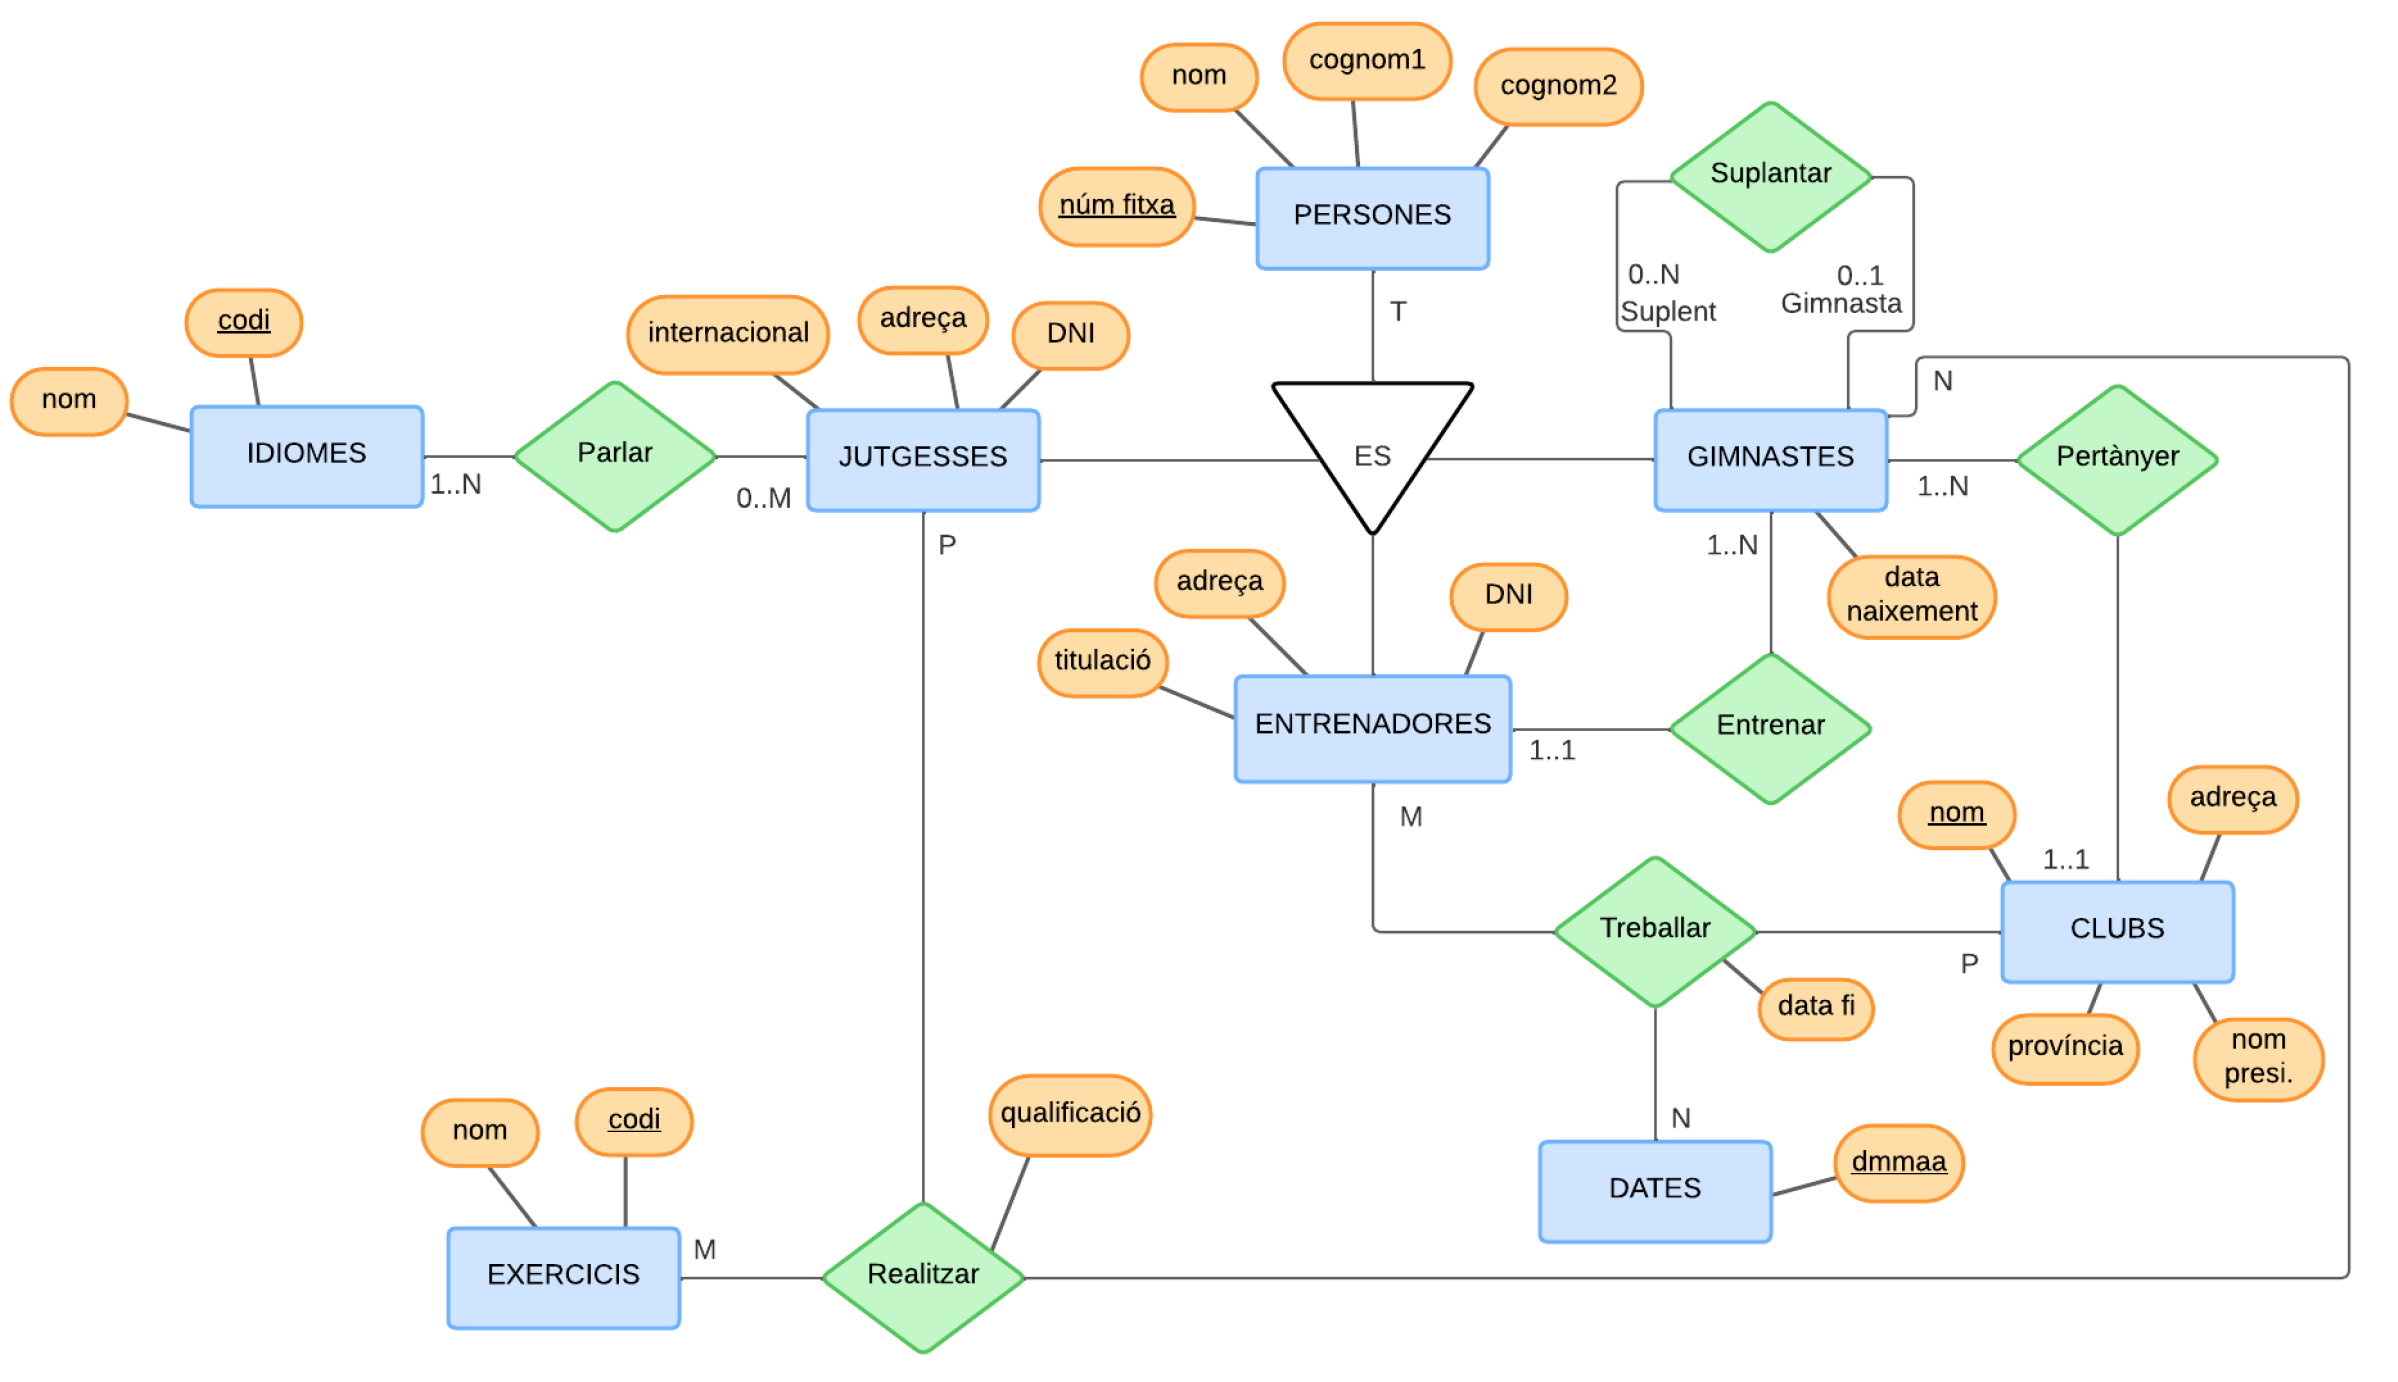 nom
cognom1
cognom2
núm fitxa
PERSONES
Suplantar
0..N
Suplent
0..1
Gimnasta
T
codi
nom
internacional
adreça
DNI
N
IDIOMES
1..N
Parlar
0..M
JUTGESSES
ES
GIMNASTES
1..N
Pertànyer
P
1..N
data
naixement
adreça
DNI
titulació
ENTRENADORES
1..1
Entrenar
M
nom
adreça
1..1
Treballar
P
CLUBS
data fi
província
nom
presi.
N
DATES
dmmaa
nom
codi
qualificació
EXERCICIS
M
Realitzar